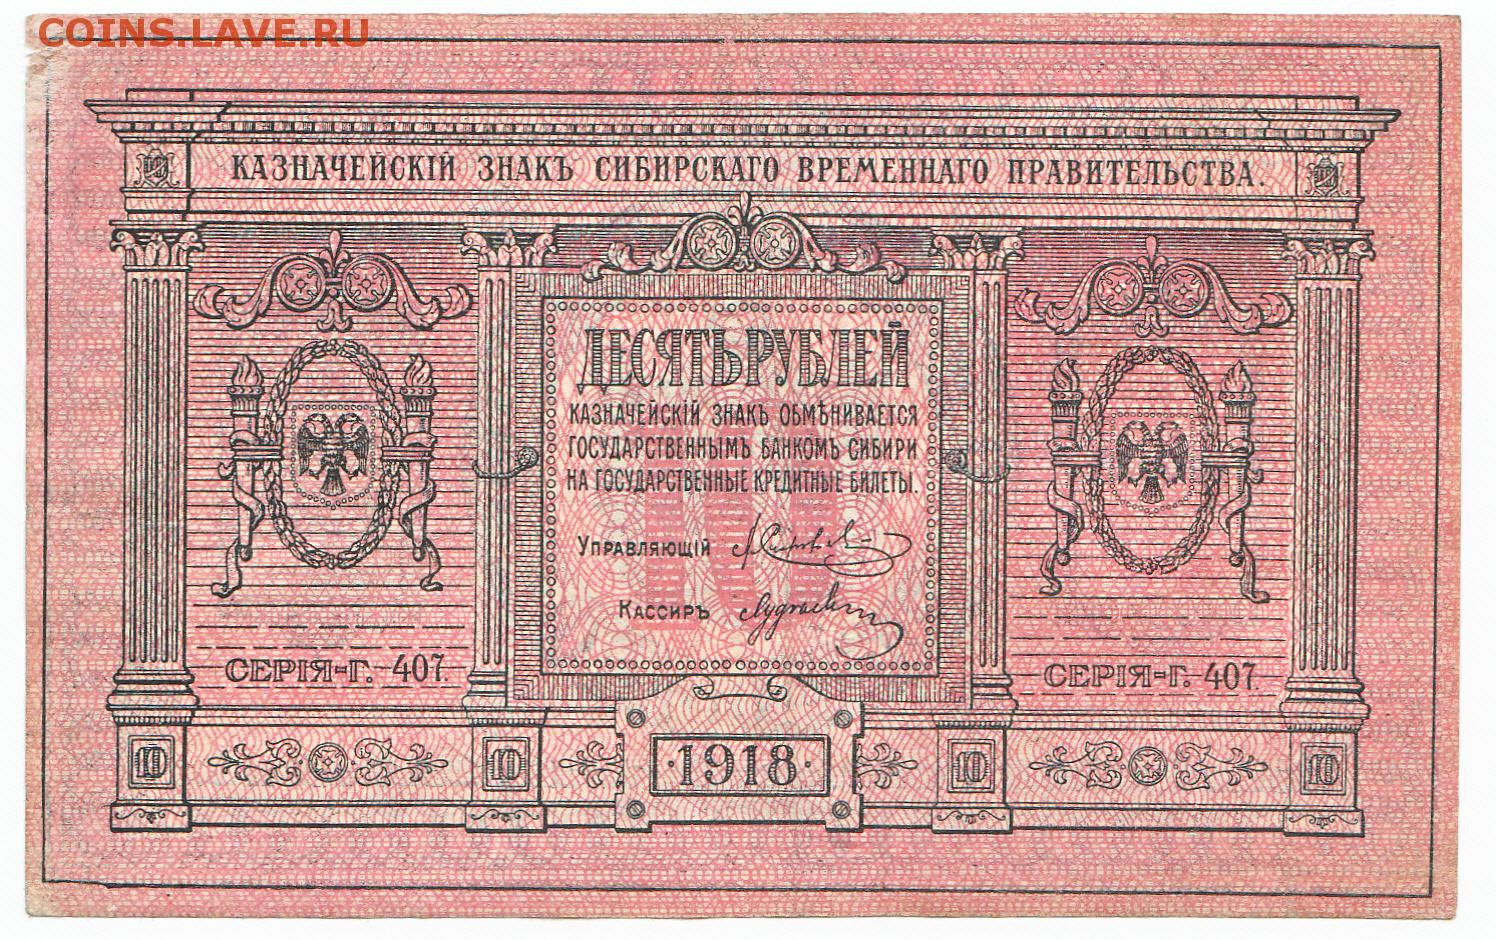 COINS.LAVE.RU
КАЗНАЧЕЙСКІЙ ЗНАКЪ СИБИРСКАГО ВРЕМЕННАГО ПРАВИТЕЛЬСТВА.
ДЕСЯТЬ РУБЛЕЙ
КАЗНАЧЕЙСКІЙ ЗНАКЪ ОБМѢНИВАЕТСЯ
ГОСУДАРСТВЕННЫМЪ БАНКОМЪ СИБИРИ
НА ГОСУДАРСТВЕННЫЕ КРЕДИТНЫЕ БИЛЕТЫ.
10
УПРАВЛЯЮЩІЙ
КАССИРЪ
СЕРІЯ-Г. 407.
СЕРІЯ-Г. 407.
10
10
1918
10
10